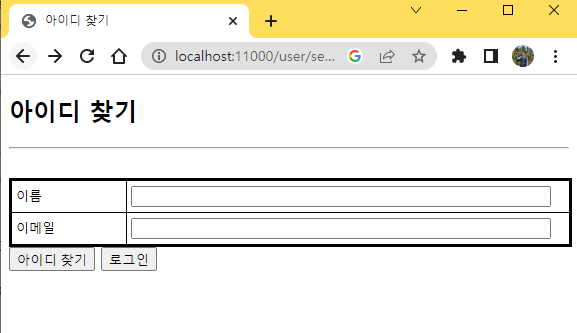 아이디 찾기
localhost:11000/user/se...
아이디 찾기
이름
이메일
아이디 찾기 로그인